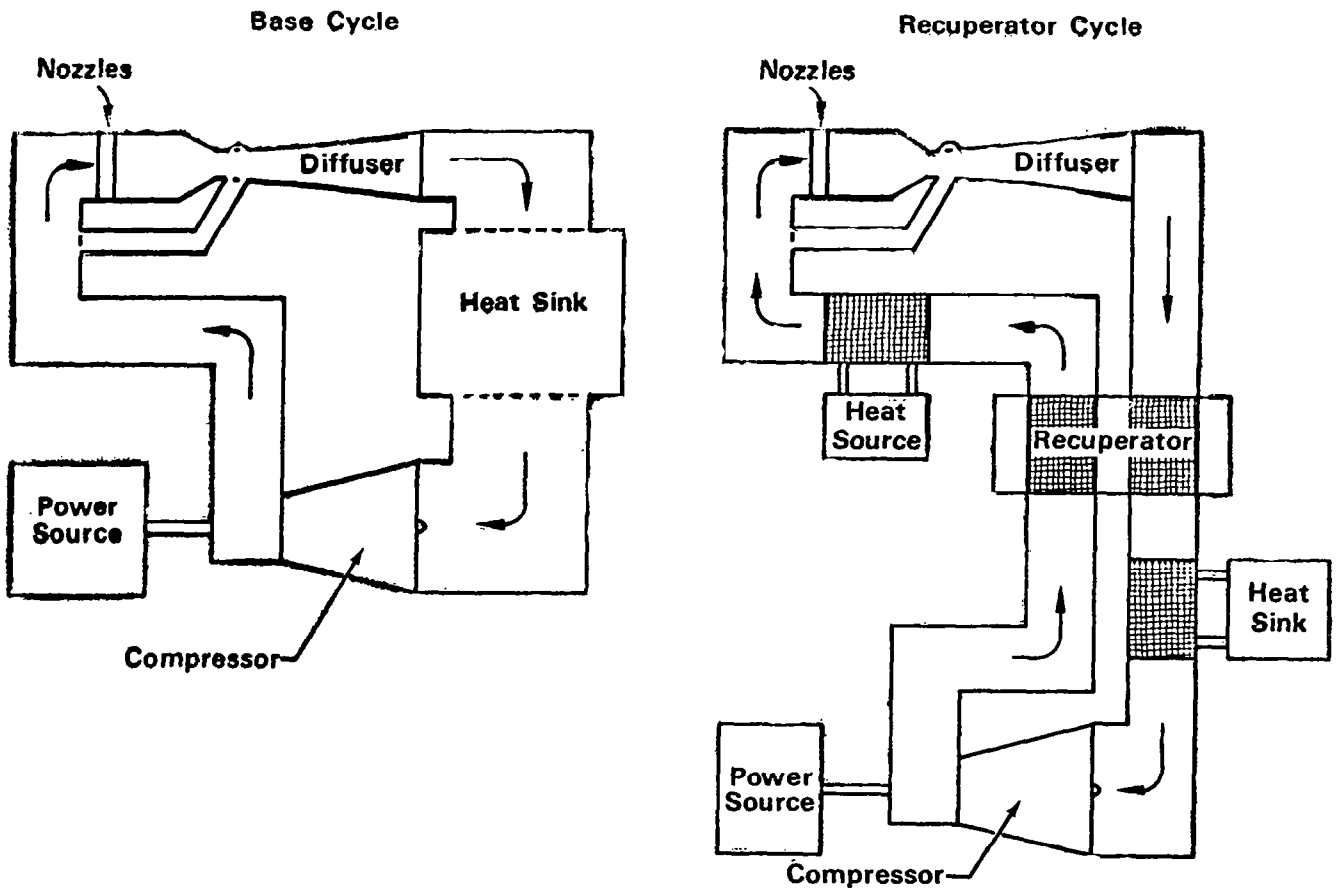 Base Cycle
Nozzles
Diffuser
Heat Sink
Power
Source
Compressor
Recuperator Cycle
Nozzles
Diffuser
Heat
Source
Recuperator
Heat
Sink
Power
Source
Compressor